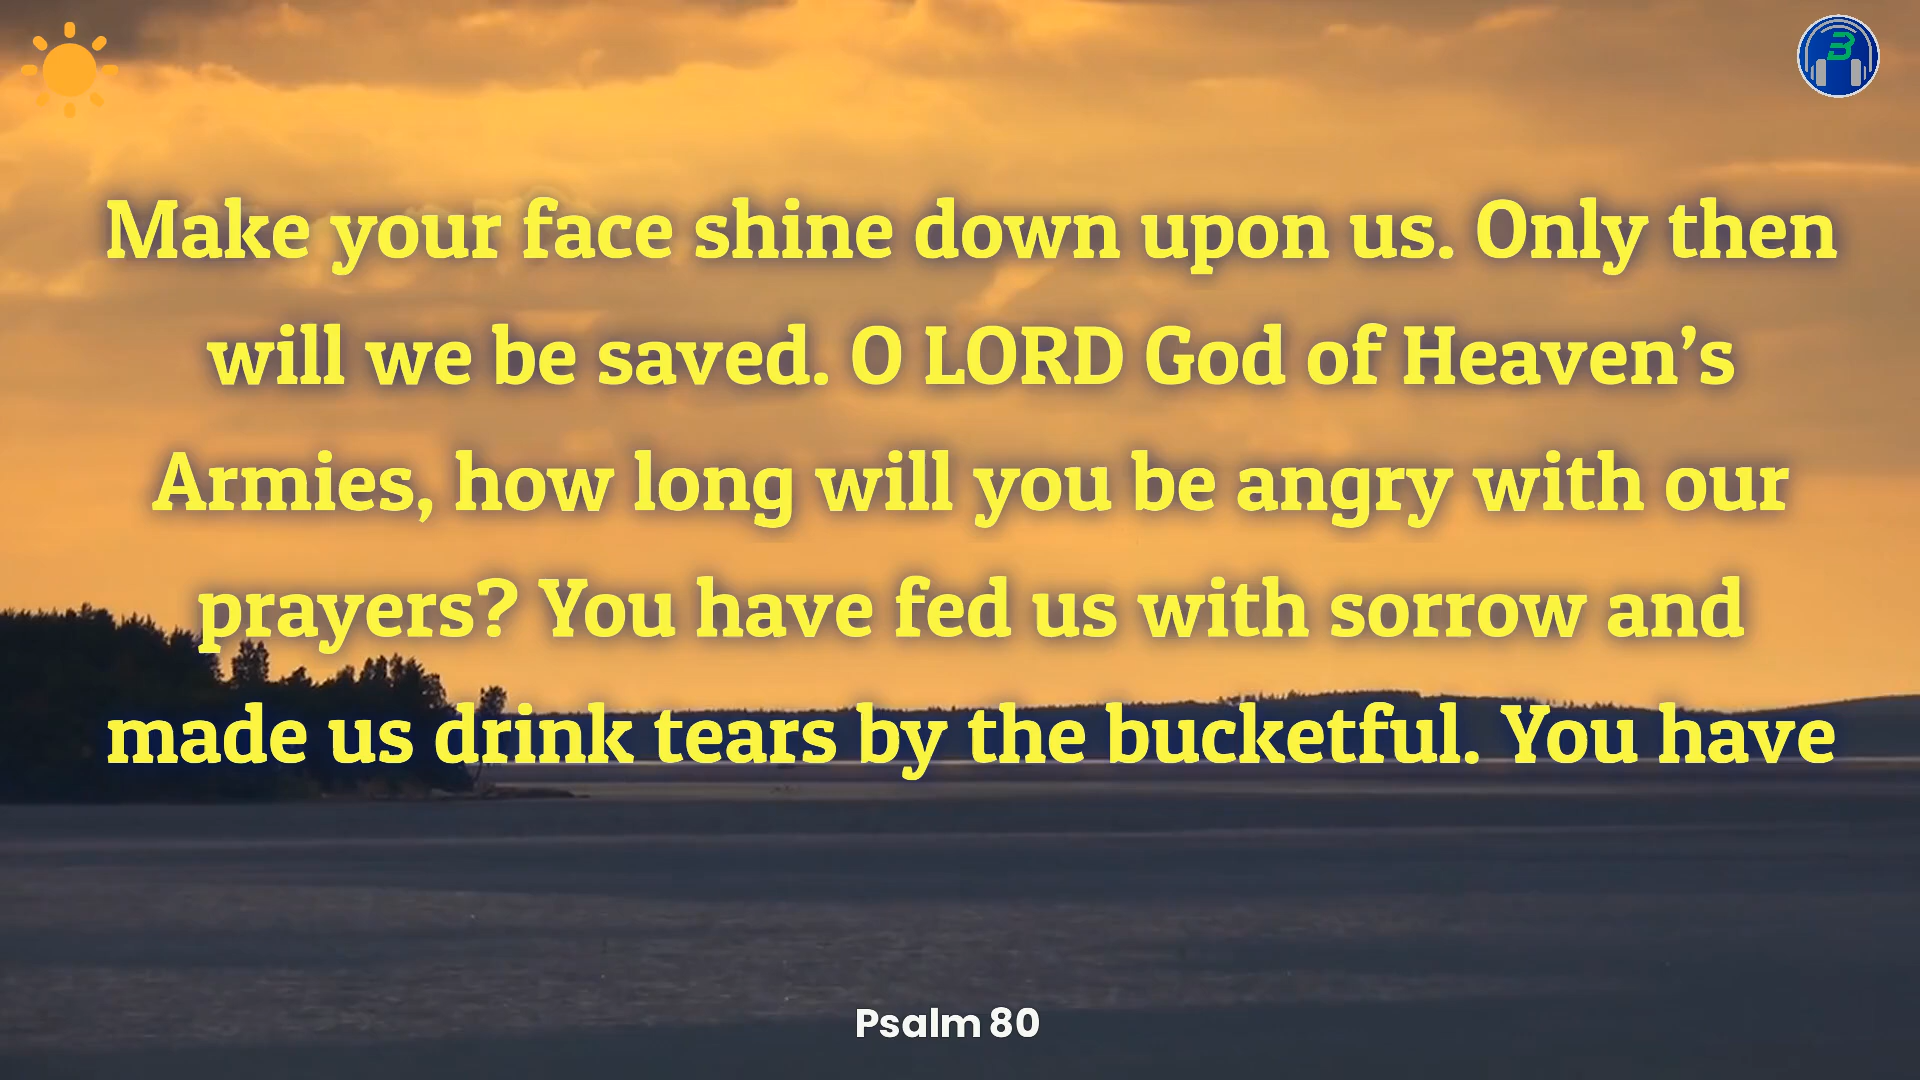 Make your face shine down upon us. Only then
will we be saved. O LORD God of Heaven’s
Armies, how long will you be angry with our
prayers? You have fed us with sorrow and
made us drink tears by the bucketful. You have
Psalm 80